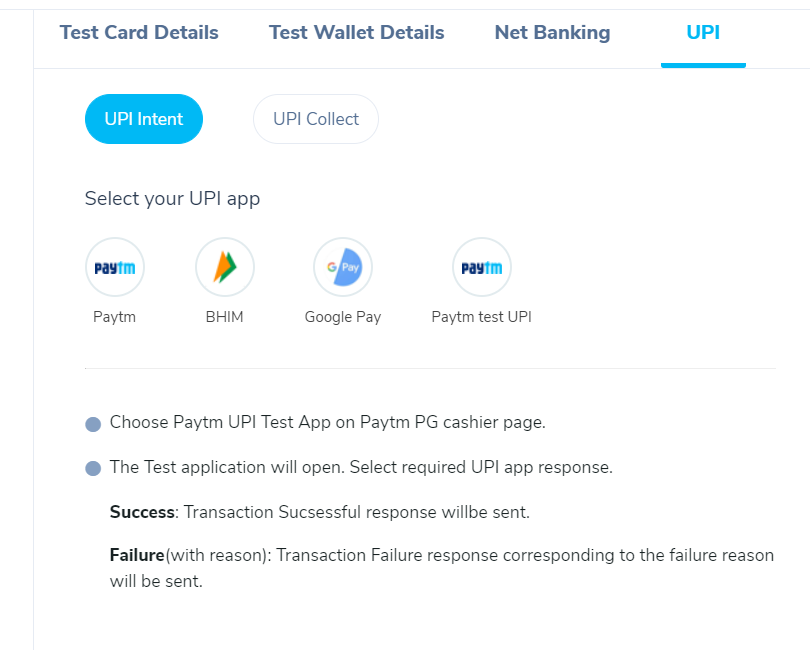 Test Card Details Test Wallet Details Net Banking UPI
UPI Intent UPI Collect
Select your UPI app
paytm G Pay paytm
Paytm BHIM Google Pay Paytm test UPI
Choose Paytm UPI Test App on Paytm PG cashier page.
The Test application will open. Select required UPI app response.
Success: Transaction Sucsessful response willbe sent.
Failure(with reason): Transaction Failure response corresponding to the failure reason
will be sent.